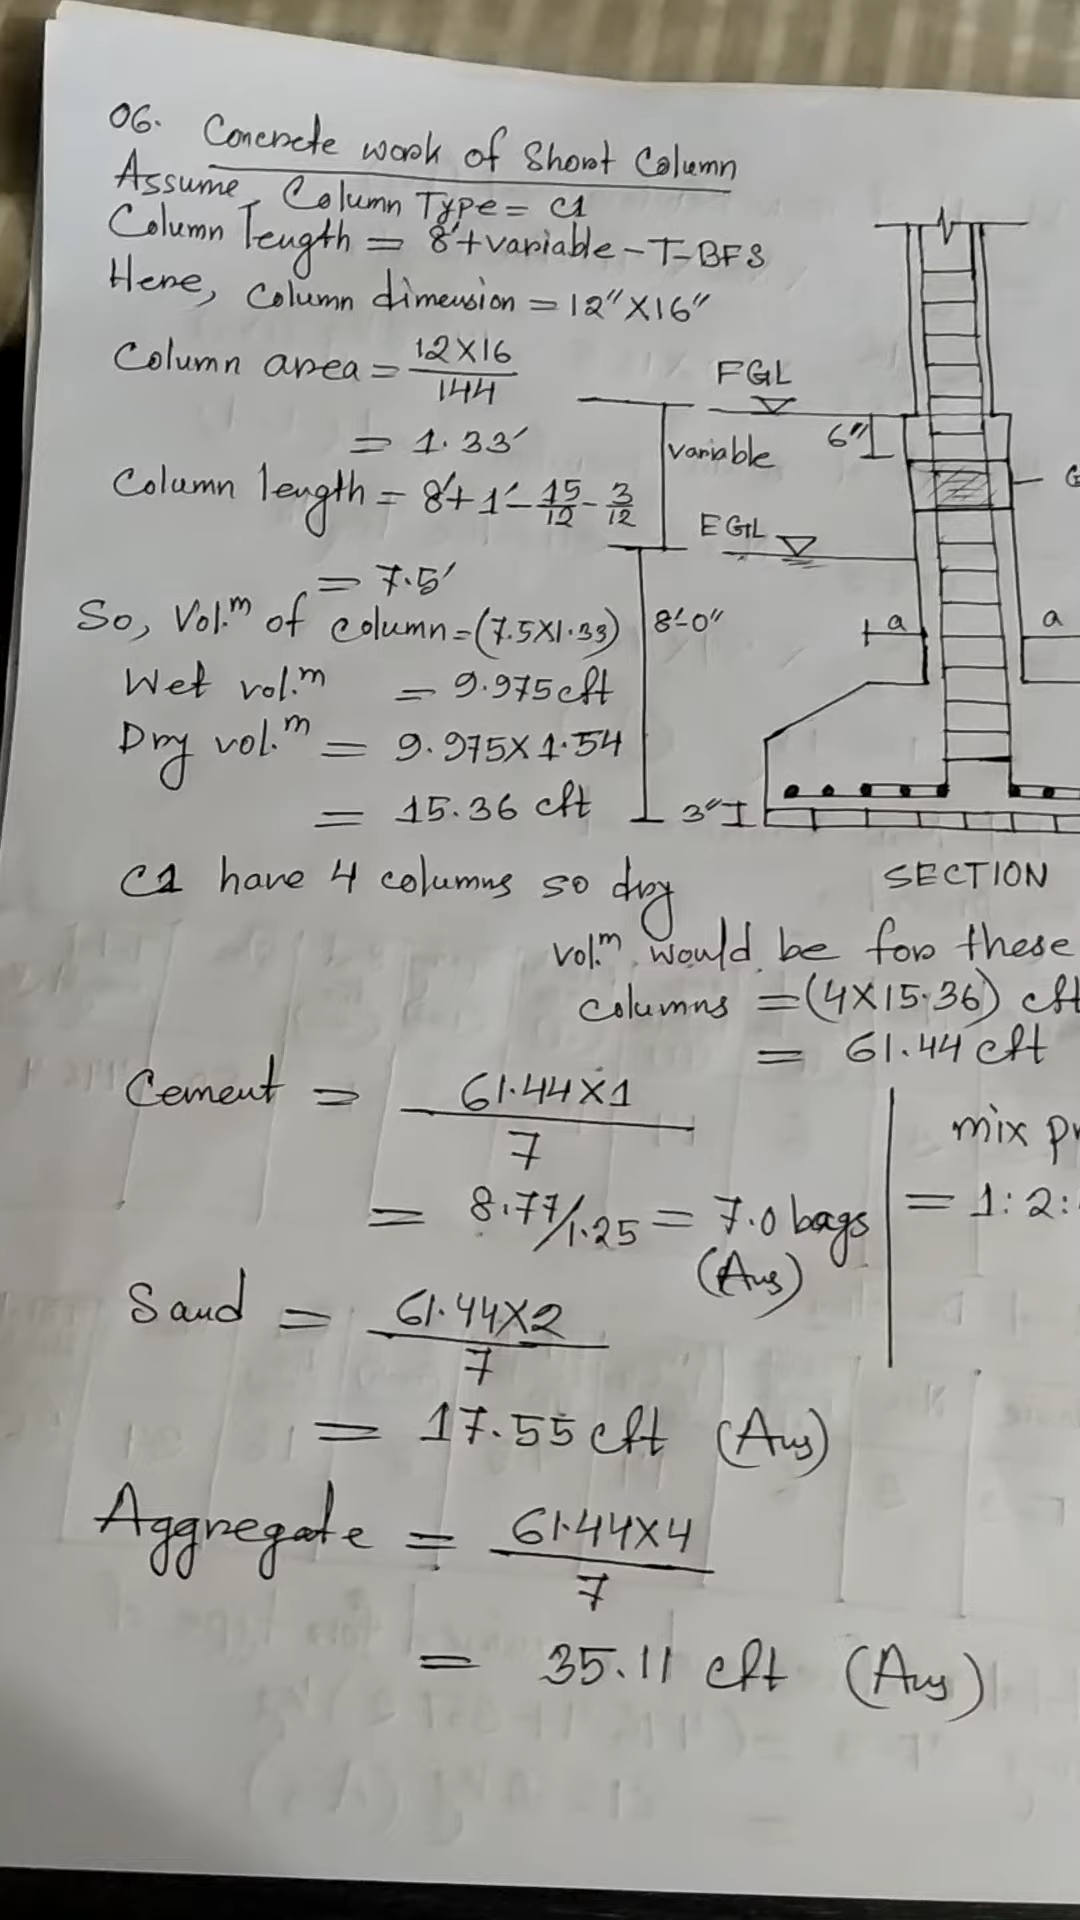 06. Concrete work of Short Column
Assume, Column Type = C1
Column length = 8'+variable-T-BFS
Here, Column dimension = 12"X16"
Column area = 12X16/144
= 1.33'
Column length = 8'+1'-15/12-3/12
= 7.5'
So, Vol.m of column=(7.5X1.33)
Wet vol.m = 9.975cft
Dry vol.m = 9.975X1.54
= 15.36 cft
C1 have 4 columns so dry
vol.m would be for these
columns =(4X15.36) cft
= 61.44 cft
Cement = 61.44X1/7
= 8.77/1.25 = 7.0 bags
(Ans)
mix
= 1:2:
Sand = 61.44X2/7
= 17.55 cft (Ans)
Aggregate = 61.44X4/7
= 35.11 cft (Ans)
FGL
variable
6"
EGL
8'-0"
a
a
3"
SECTION